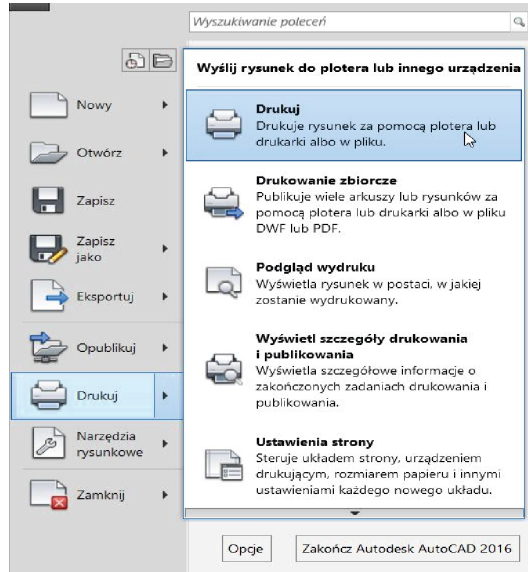 Wyszukiwanie poleceń
Wyślij rysunek do plotera lub innego urządzenia
Nowy
Otwórz
Zapisz
Zapisz
jako
Eksportuj
Opublikuj
Drukuj
Narzędzia
rysunkowe
Zamknij
Drukuj
Drukuje rysunek za pomocą plotera lub
drukarki albo w pliku.
Drukowanie zbiorcze
Publikuje wiele arkuszy lub rysunków za
pomocą plotera lub drukarki albo w pliku
DWF lub PDF.
Podgląd wydruku
Wyświetla rysunek w postaci, w jakiej
zostanie wydrukowany.
Wyświetl szczegóły drukowania
i publikowania
Wyświetla szczegółowe informacje o
zakończonych zadaniach drukowania i
publikowania.
Ustawienia strony
Steruje układem strony, urządzeniem
drukującym, rozmiarem papieru i innymi
ustawieniami każdego nowego układu.
Opcje
Zakończ Autodesk AutoCAD 2016